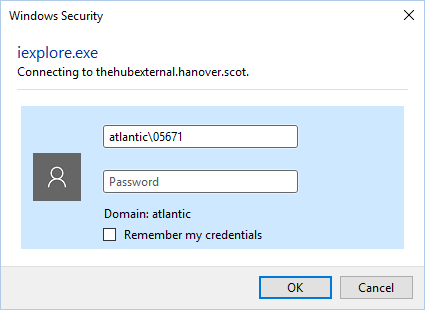 Windows Security
iexplore.exe
Connecting to thehubexternal.hanover.scot.
atlantic\05671
Password
Domain: atlantic
Remember my credentials
OK
Cancel